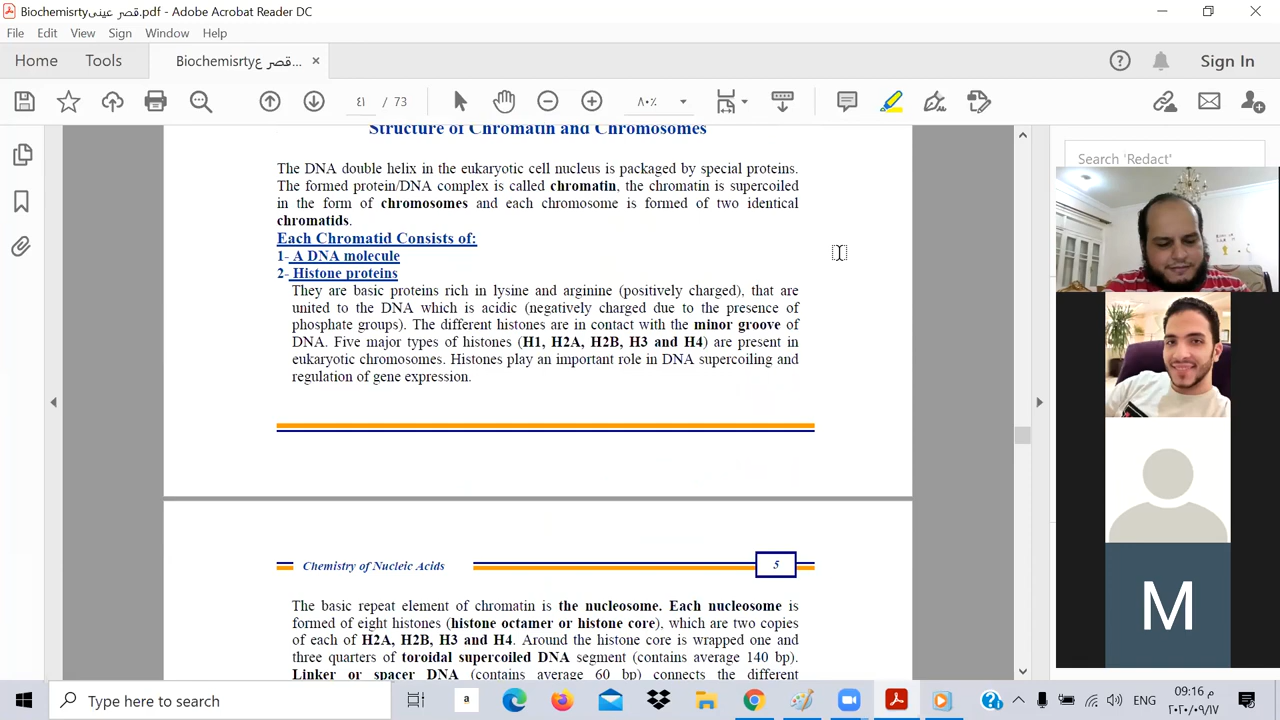 Biochemisrtyقصر عينى.pdf - Adobe Acrobat Reader DC
File Edit View Sign Window Help
Home Tools Biochemisrtyقصر ع... ×
Sign In
٤١ / 73
٨٠٪
Search 'Redact'
Structure of Chromatin and Chromosomes
The DNA double helix in the eukaryotic cell nucleus is packaged by special proteins.
The formed protein/DNA complex is called chromatin, the chromatin is supercoiled
in the form of chromosomes and each chromosome is formed of two identical
chromatids.
Each Chromatid Consists of:
1- A DNA molecule
2- Histone proteins
They are basic proteins rich in lysine and arginine (positively charged), that are
united to the DNA which is acidic (negatively charged due to the presence of
phosphate groups). The different histones are in contact with the minor groove of
DNA. Five major types of histones (H1, H2A, H2B, H3 and H4) are present in
eukaryotic chromosomes. Histones play an important role in DNA supercoiling and
regulation of gene expression.
Chemistry of Nucleic Acids 5
The basic repeat element of chromatin is the nucleosome. Each nucleosome is
formed of eight histones (histone octamer or histone core), which are two copies
of each of H2A, H2B, H3 and H4. Around the histone core is wrapped one and
three quarters of toroidal supercoiled DNA segment (contains average 140 bp).
Linker or spacer DNA (contains average 60 bp) connects the different
M
Type here to search
a
ENG
09:16 م
٢٠٢٠/٠٩/١٧